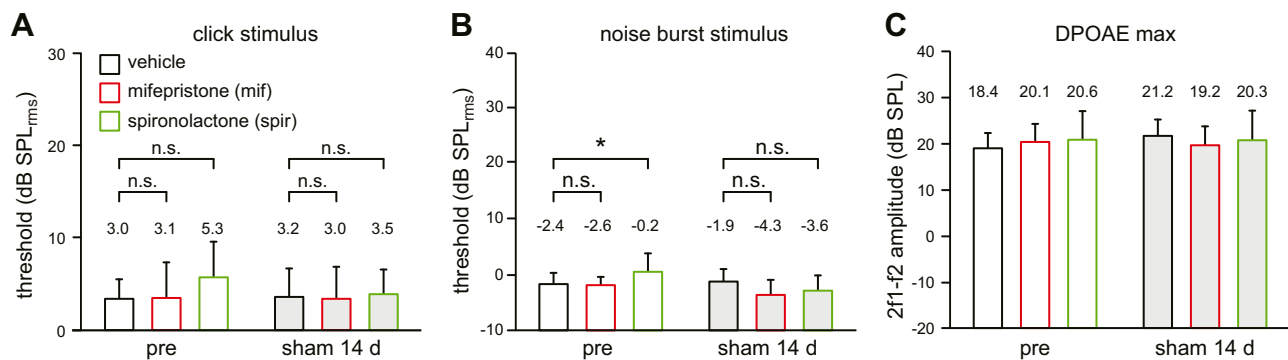 A
click stimulus
threshold (dB SPLrms)
30
20
10
0
vehicle
mifepristone (mif)
spironolactone (spir)
n.s.
n.s.
n.s.
n.s.
3.0 3.1 5.3 3.2 3.0 3.5
pre sham 14 d
B
noise burst stimulus
threshold (dB SPLrms)
40
30
20
10
0
-10
*
n.s.
n.s.
n.s.
-2.4 -2.6 -0.2 -1.9 -4.3 -3.6
pre sham 14 d
C
DPOAE max
2f1-f2 amplitude (dB SPL)
40
30
20
10
0
-10
-20
18.4 20.1 20.6 21.2 19.2 20.3
pre sham 14 d